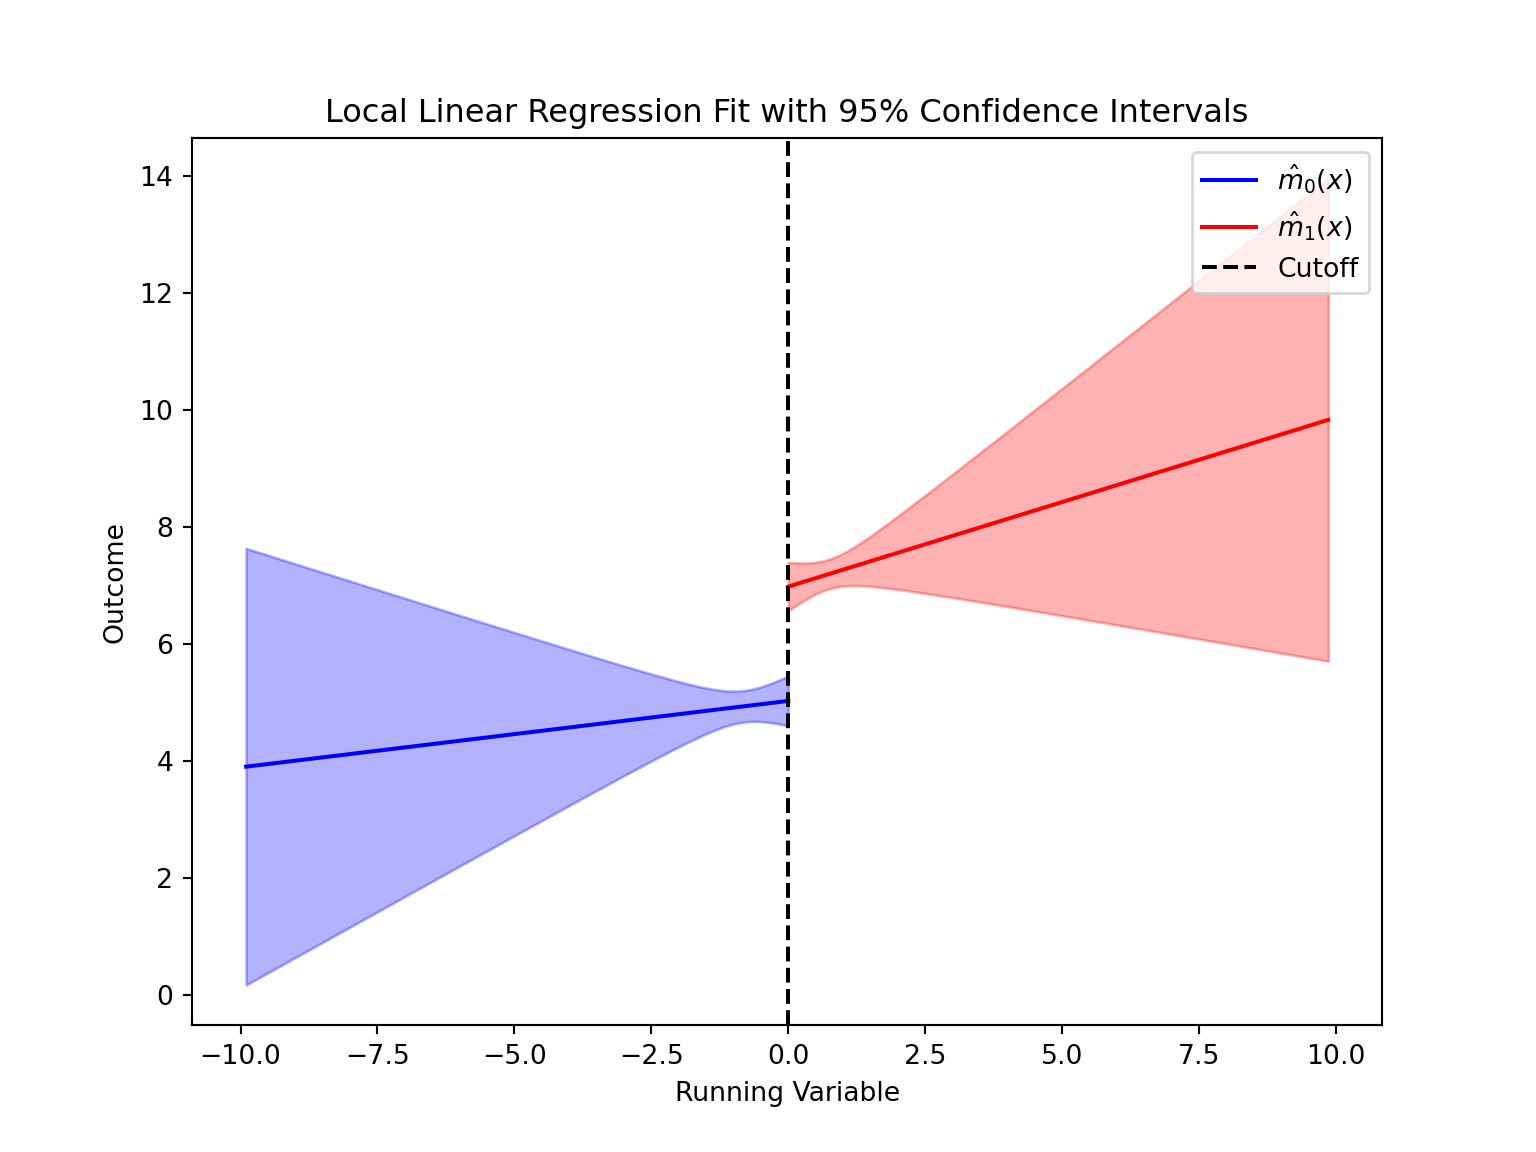 Local Linear Regression Fit with 95% Confidence Intervals
m̂₀(x)
m̂₁(x)
Cutoff
14
12
10
8
6
4
2
0
Outcome
−10.0 −7.5 −5.0 −2.5 0.0 2.5 5.0 7.5 10.0
Running Variable